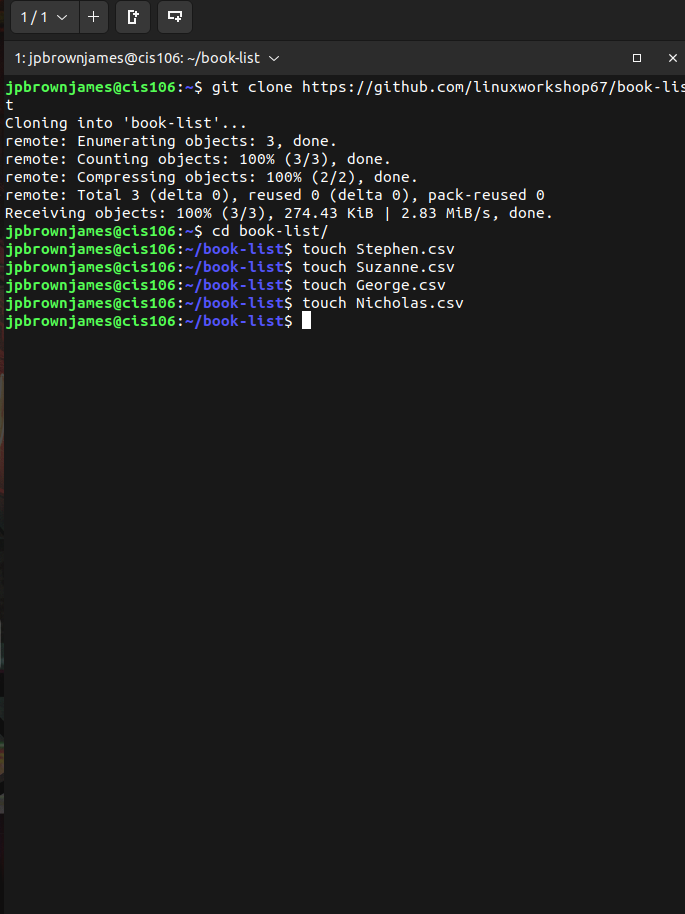 1 / 1
1: jpbrownjames@cis106: ~/book-list
jpbrownjames@cis106:~$ git clone https://github.com/linuxworkshop67/book-lis
t
Cloning into 'book-list'...
remote: Enumerating objects: 3, done.
remote: Counting objects: 100% (3/3), done.
remote: Compressing objects: 100% (2/2), done.
remote: Total 3 (delta 0), reused 0 (delta 0), pack-reused 0
Receiving objects: 100% (3/3), 274.43 KiB | 2.83 MiB/s, done.
jpbrownjames@cis106:~$ cd book-list/
jpbrownjames@cis106:~/book-list$ touch Stephen.csv
jpbrownjames@cis106:~/book-list$ touch Suzanne.csv
jpbrownjames@cis106:~/book-list$ touch George.csv
jpbrownjames@cis106:~/book-list$ touch Nicholas.csv
jpbrownjames@cis106:~/book-list$